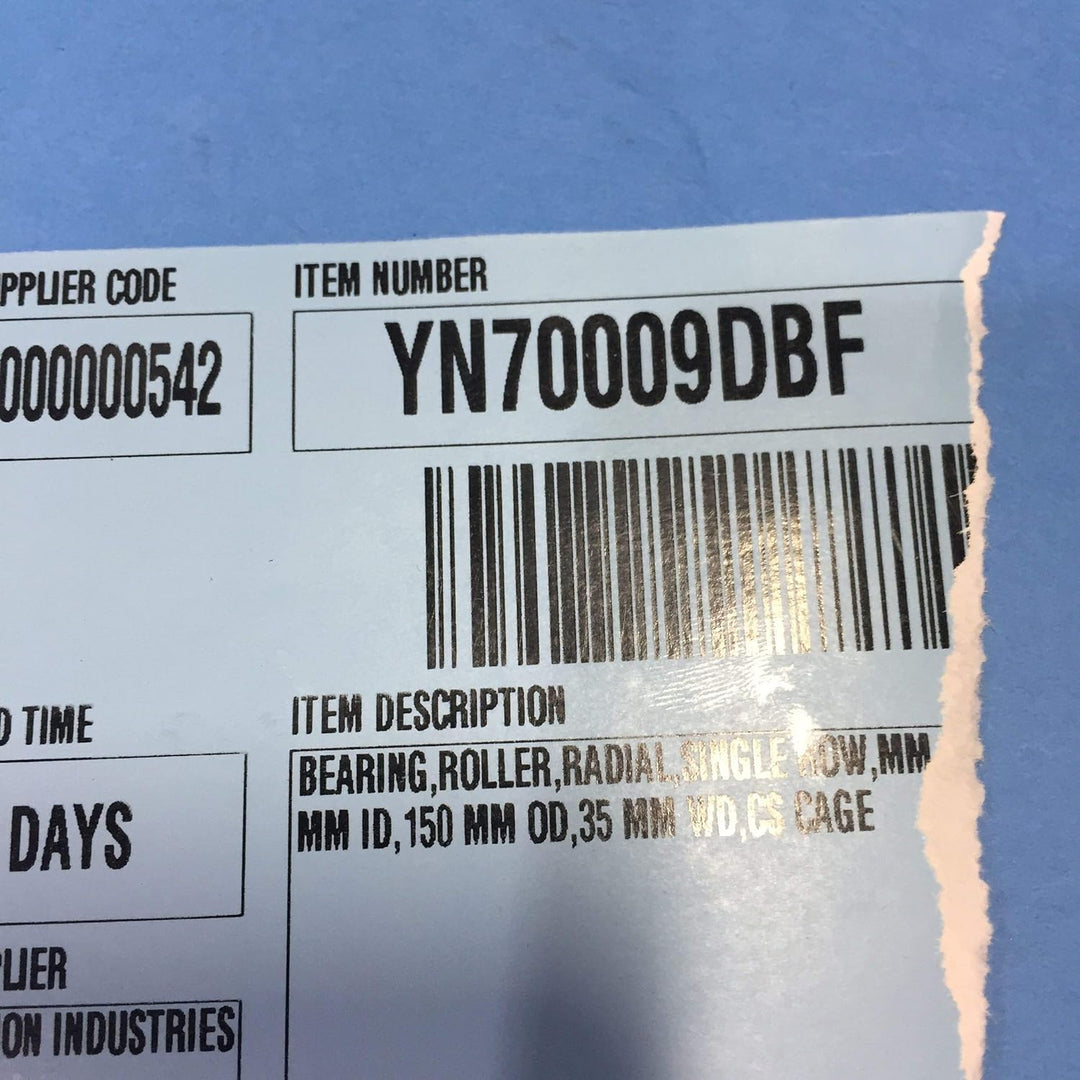 PPLIER CODE
ITEM NUMBER
000000542
YN70009DBF
D TIME
ITEM DESCRIPTION
BEARING,ROLLER,RADIAL,SINGLE ROW,MM
MM ID,150 MM OD,35 MM WD,CS CAGE
DAYS
PLIER
ON INDUSTRIES